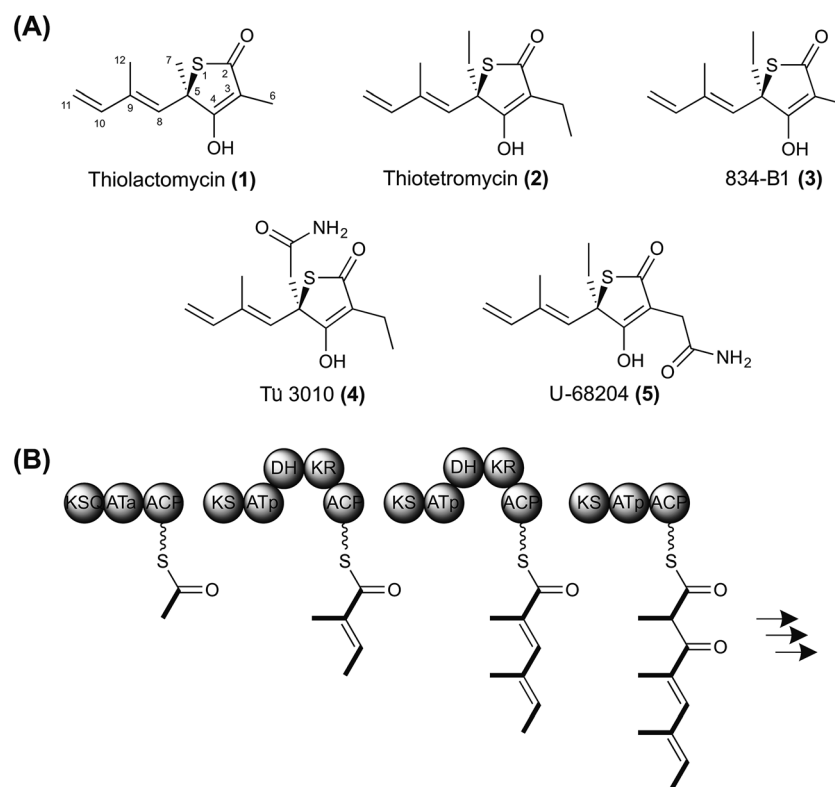 (A)
12
7
S
O
1
2
11
10
9
8
5
4
3
6
OH
Thiolactomycin (1)
S
O
OH
Thiotetromycin (2)
S
O
OH
834-B1 (3)
O
NH2
S
O
OH
Tü 3010 (4)
S
O
OH
O
NH2
U-68204 (5)
(B)
DH KR DH KR
KSQ ATa ACP KS ATp ACP KS ATp ACP KS ATp ACP
S S S S
O O O
O